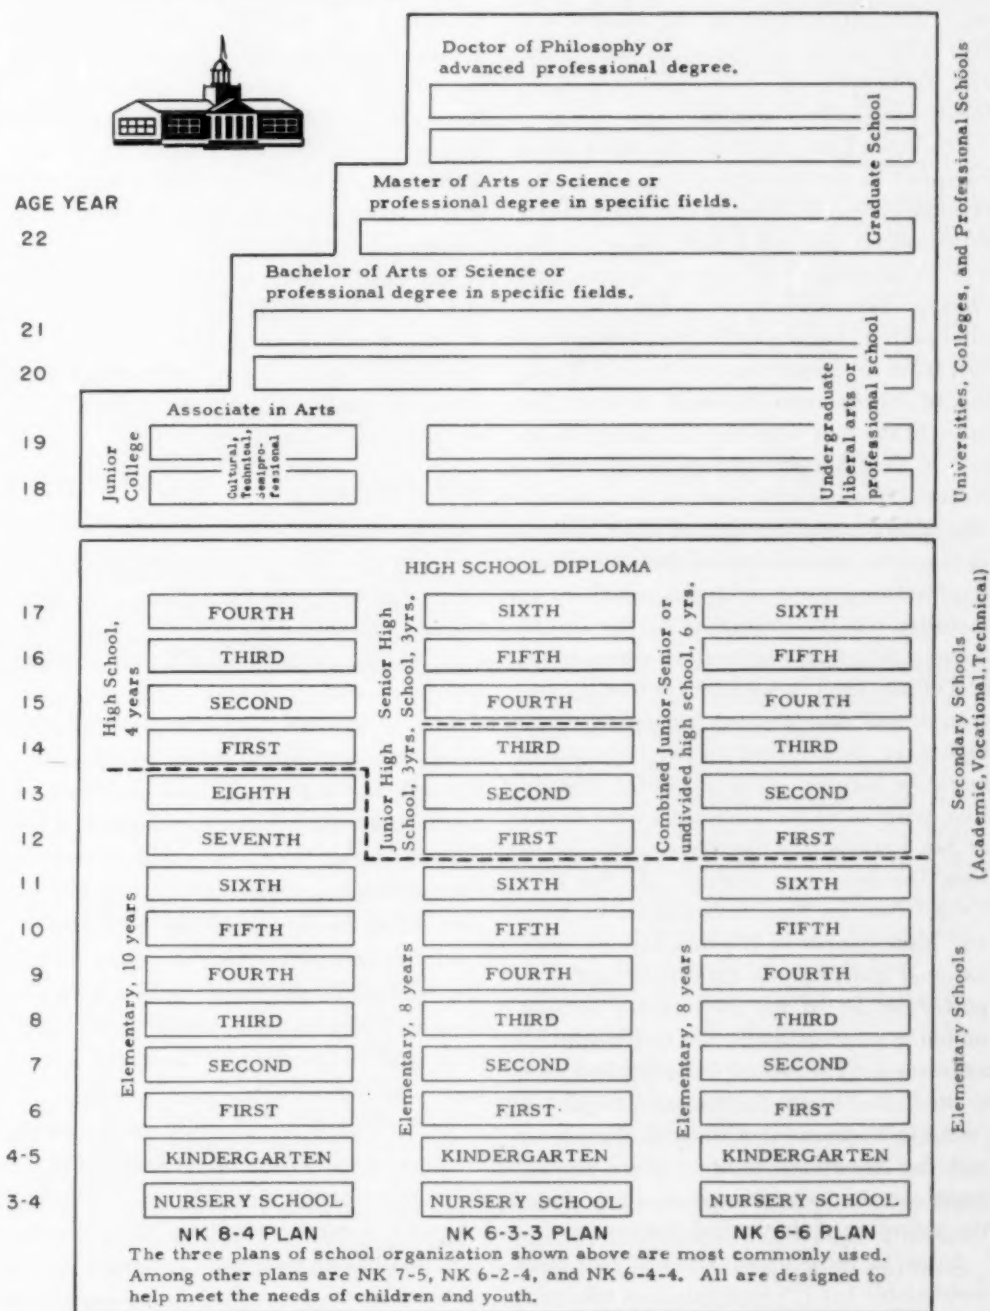 Doctor of Philosophy or
advanced professional degree.
Graduate School
Universities, Colleges, and Professional Schools
Master of Arts or Science or
professional degree in specific fields.
AGE YEAR
22
Bachelor of Arts or Science or
professional degree in specific fields.
21
20
Undergraduate
liberal arts or
professional school
Associate in Arts
19
18
Junior
College
Cultural,
Technical,
Semipro-
fessional
HIGH SCHOOL DIPLOMA
High School,
4 years
Senior High
School, 3yrs.
Junior High
School, 3yrs.
Combined Junior-Senior or
undivided high school, 6 yrs.
Secondary Schools
(Academic, Vocational, Technical)
17 FOURTH SIXTH SIXTH
16 THIRD FIFTH FIFTH
15 SECOND FOURTH FOURTH
14 FIRST THIRD THIRD
13 EIGHTH SECOND SECOND
12 SEVENTH FIRST FIRST
Elementary, 10 years
Elementary, 8 years
Elementary, 8 years
Elementary Schools
11 SIXTH SIXTH SIXTH
10 FIFTH FIFTH FIFTH
9 FOURTH FOURTH FOURTH
8 THIRD THIRD THIRD
7 SECOND SECOND SECOND
6 FIRST FIRST FIRST
4-5 KINDERGARTEN KINDERGARTEN KINDERGARTEN
3-4 NURSERY SCHOOL NURSERY SCHOOL NURSERY SCHOOL
NK 8-4 PLAN NK 6-3-3 PLAN NK 6-6 PLAN
The three plans of school organization shown above are most commonly used.
Among other plans are NK 7-5, NK 6-2-4, and NK 6-4-4. All are designed to
help meet the needs of children and youth.